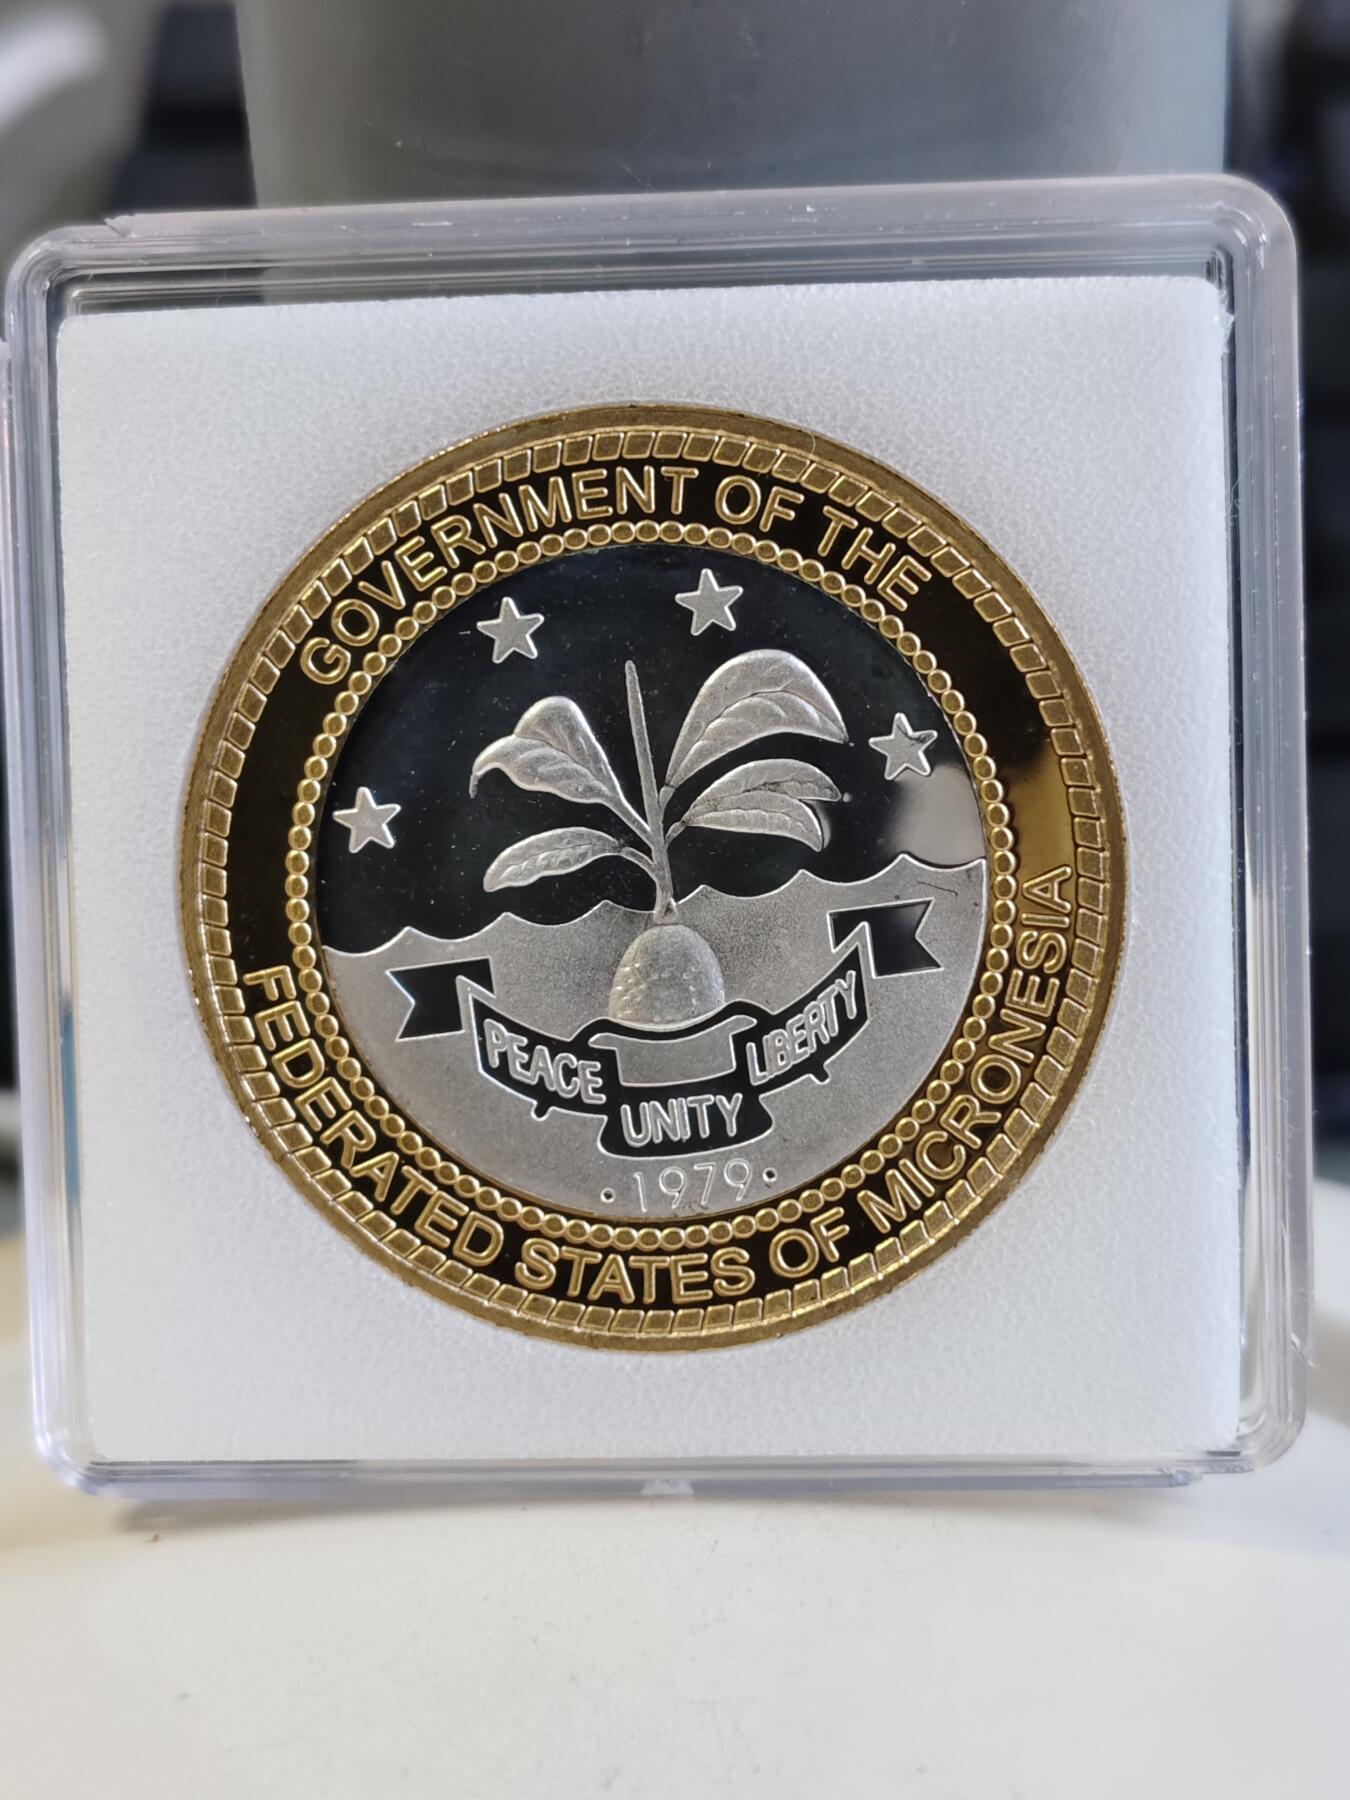 GOVERNMENT OF THE
FEDERATED STATES OF MICRONESIA
PEACE
UNITY
LIBERTY
·1979·